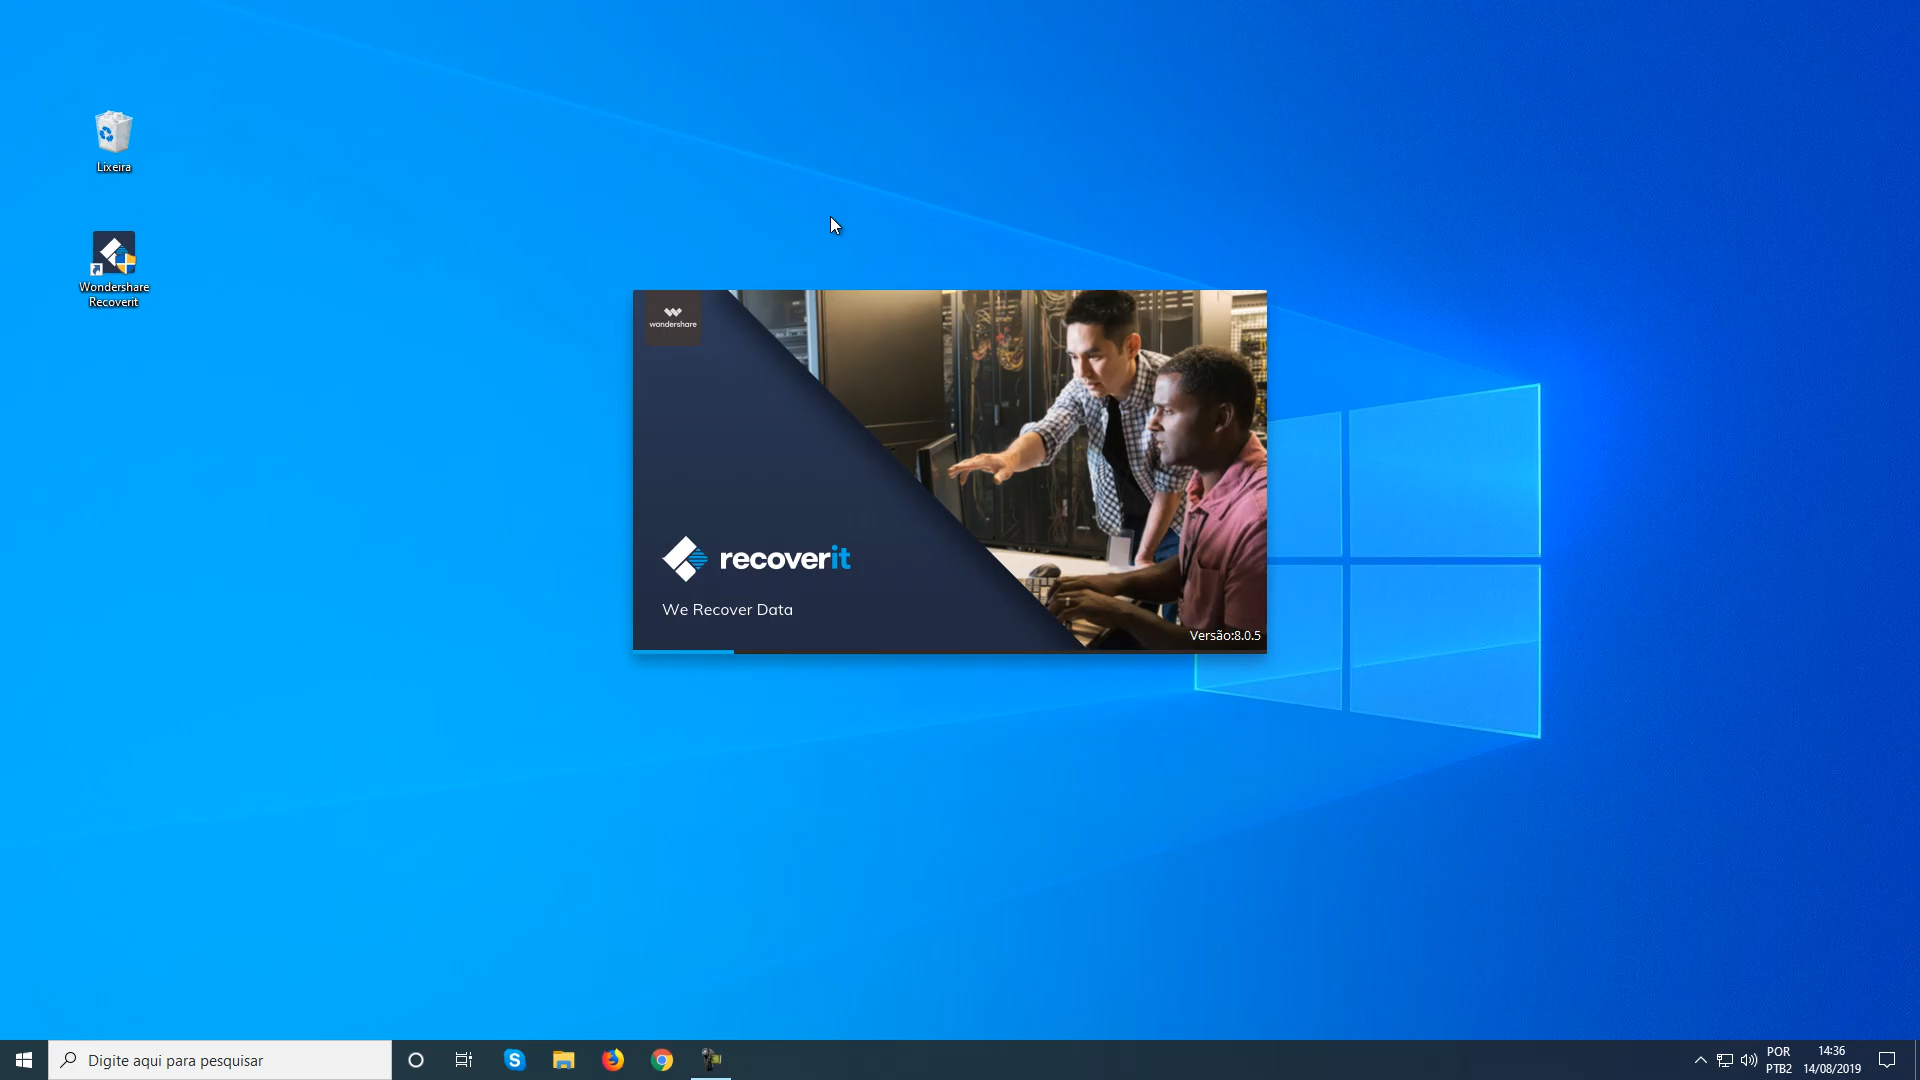 Lixeira
Wondershare
Recoverit
wondershare
recoverit
We Recover Data
Versão:8.0.5
Digite aqui para pesquisar
POR
PTB2
14:36
14/08/2019